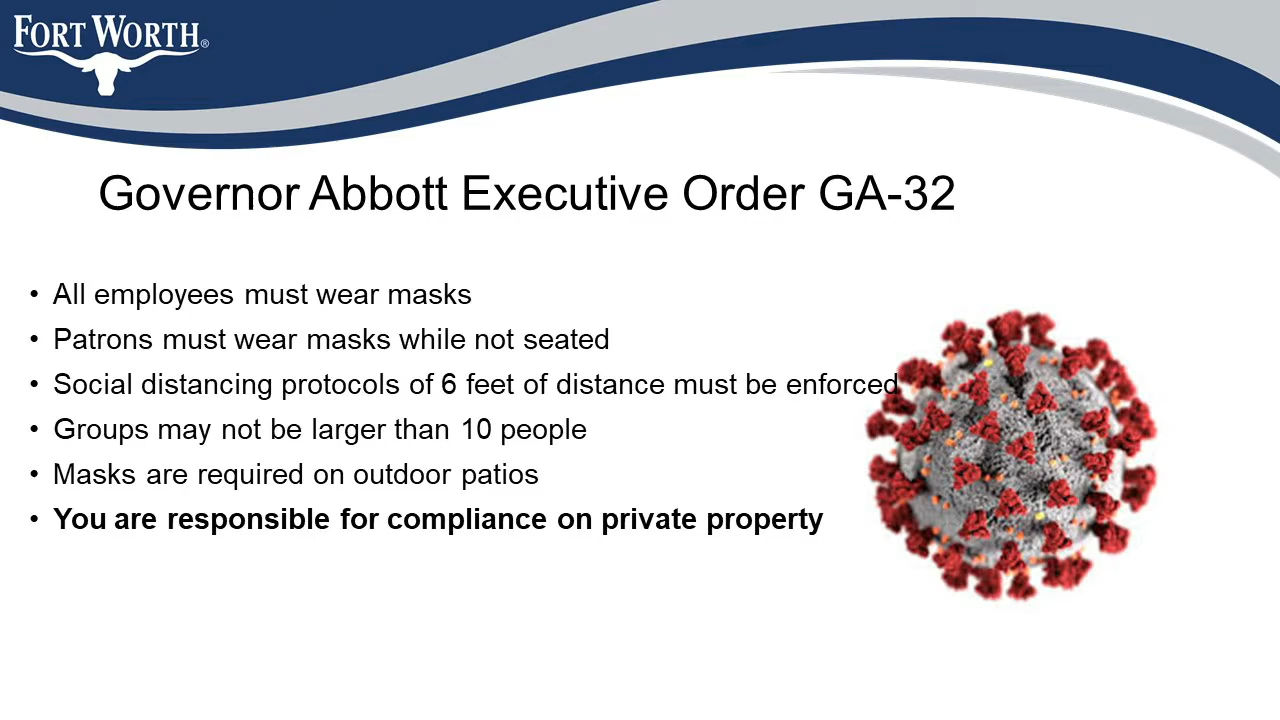 FORT WORTH®
Governor Abbott Executive Order GA-32
• All employees must wear masks
• Patrons must wear masks while not seated
• Social distancing protocols of 6 feet of distance must be enforced
• Groups may not be larger than 10 people
• Masks are required on outdoor patios
• You are responsible for compliance on private property